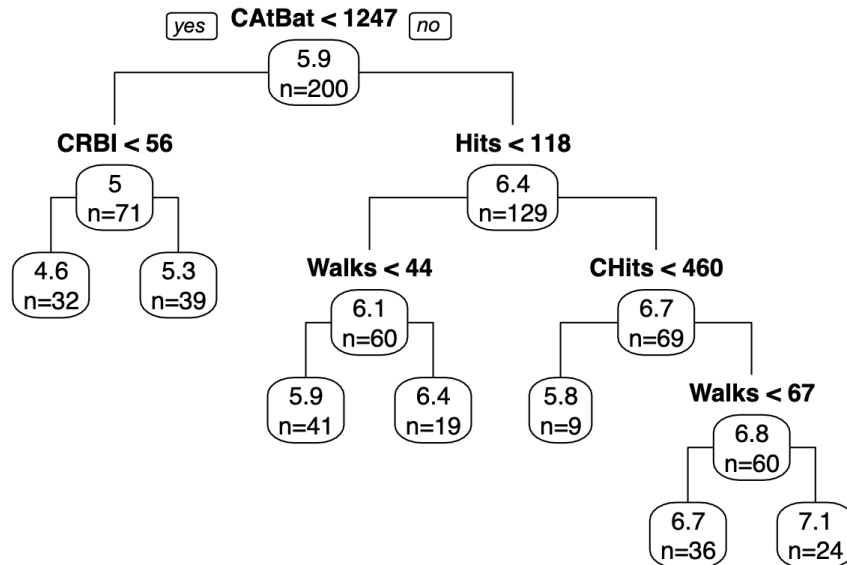 yes CAtBat < 1247 no
5.9
n=200
CRBI < 56
Hits < 118
5
n=71
6.4
n=129
4.6
n=32
5.3
n=39
Walks < 44
CHits < 460
6.1
n=60
6.7
n=69
5.9
n=41
6.4
n=19
5.8
n=9
Walks < 67
6.8
n=60
6.7
n=36
7.1
n=24